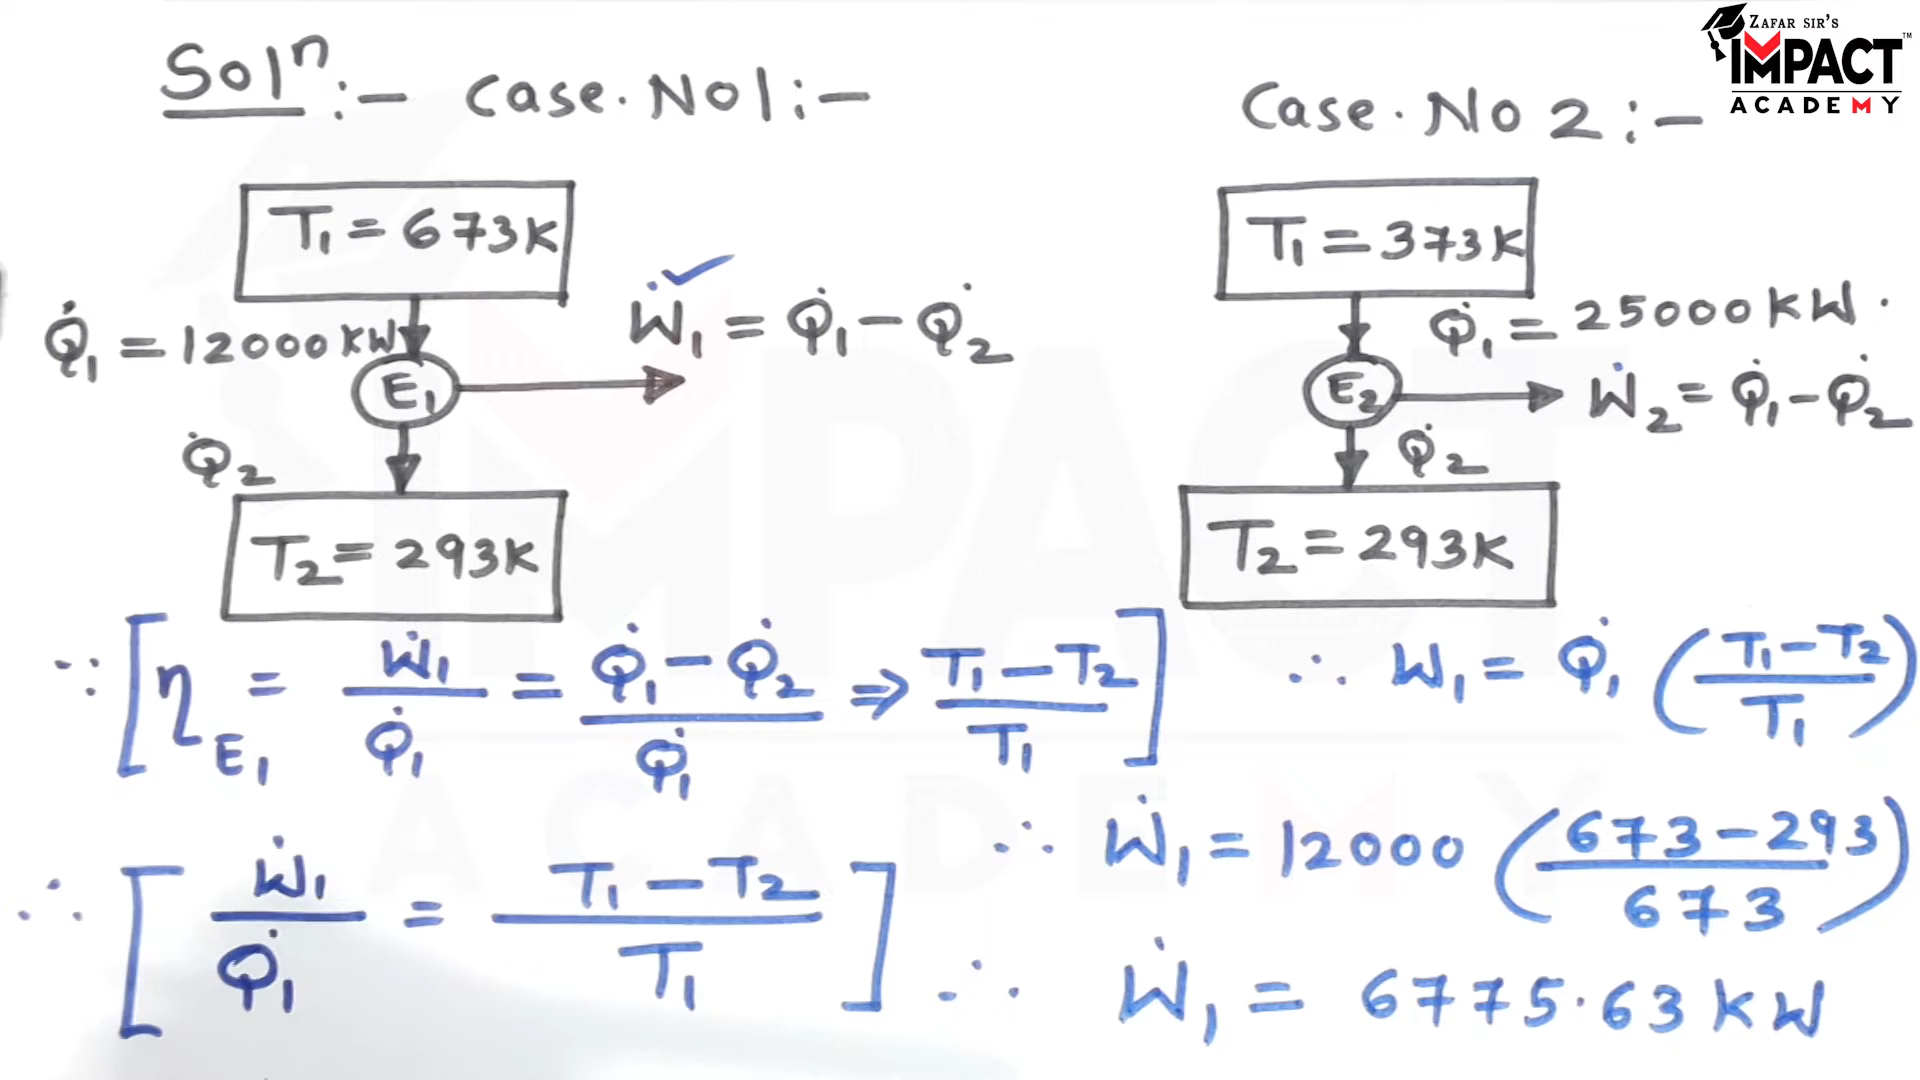 ZAFAR SIR'S
IMPACT™
ACADEMY
Solⁿ :- Case. No 1 :-
T₁ = 673K
Q̇₁ = 12000 KW
E₁
Ẇ₁ = Q̇₁ - Q̇₂
Q̇₂
T₂ = 293K
Case. No 2 :-
T₁ = 373K
Q̇₁ = 25000 KW.
E₂
Ẇ₂ = Q̇₁ - Q̇₂
Q̇₂
T₂ = 293K
∵ [η_E₁ = Ẇ₁/Q̇₁ = (Q̇₁ - Q̇₂)/Q̇₁ ⇒ (T₁ - T₂)/T₁]
∴ [Ẇ₁/Q̇₁ = (T₁ - T₂)/T₁]
∴ W₁ = Q̇₁ ((T₁ - T₂)/T₁)
∴ Ẇ₁ = 12000 ((673 - 293)/673)
∴ Ẇ₁ = 6775.63 KW
IMPACT
ACADEMY